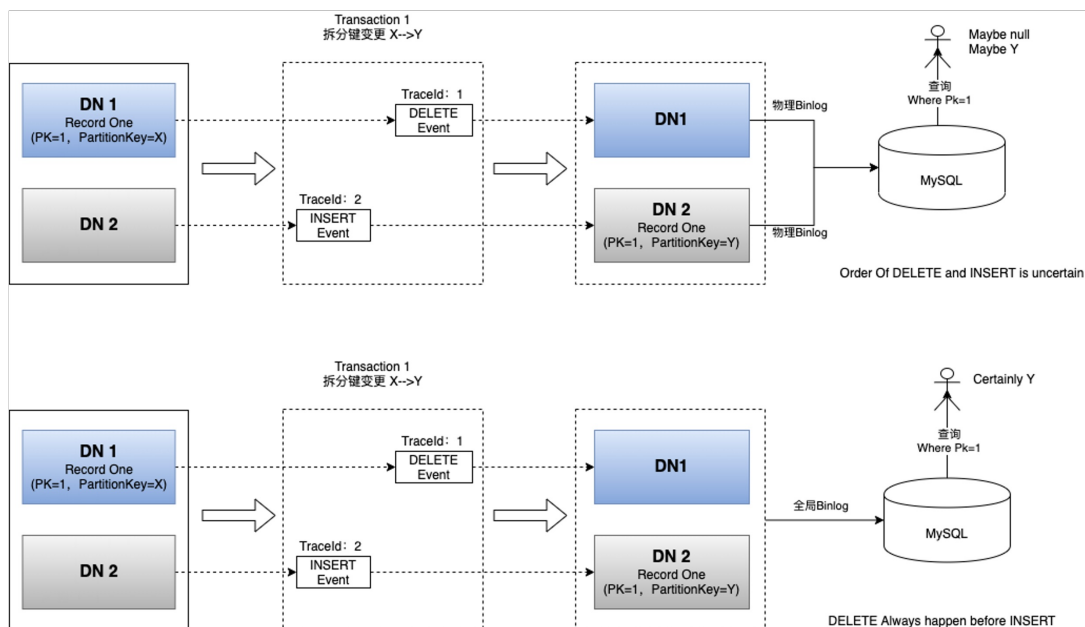 Transaction 1
拆分键变更 X-->Y
Maybe null
Maybe Y
DN 1
Record One
(PK=1，PartitionKey=X)
TraceId：1
DELETE
Event
DN1
物理Binlog
查询
Where Pk=1
MySQL
DN 2
TraceId：2
INSERT
Event
DN 2
Record One
(PK=1，PartitionKey=Y)
物理Binlog
Order Of DELETE and INSERT is uncertain
Transaction 1
拆分键变更 X-->Y
Certainly Y
DN 1
Record One
(PK=1，PartitionKey=X)
TraceId：1
DELETE
Event
DN1
查询
Where Pk=1
全局Binlog
MySQL
DN 2
TraceId：2
INSERT
Event
DN 2
Record One
(PK=1，PartitionKey=Y)
DELETE Always happen before INSERT